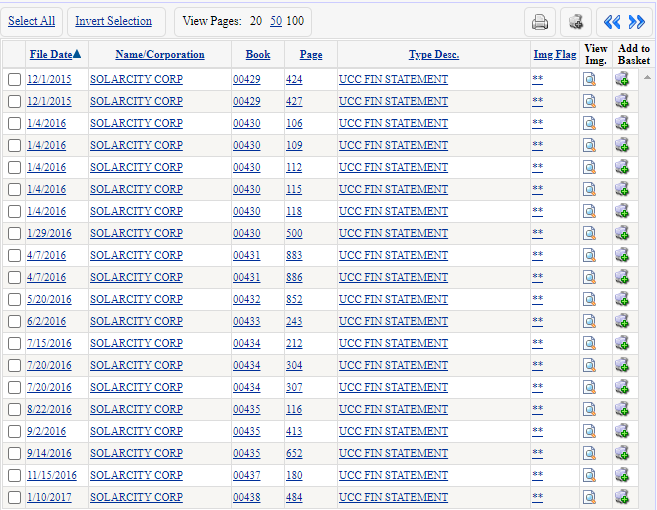 Select All Invert Selection View Pages: 20 50 100
File Date Name/Corporation Book Page Type Desc. Img Flag View Img. Add to Basket
12/1/2015 SOLARCITY CORP 00429 424 UCC FIN STATEMENT **
12/1/2015 SOLARCITY CORP 00429 427 UCC FIN STATEMENT **
1/4/2016 SOLARCITY CORP 00430 106 UCC FIN STATEMENT **
1/4/2016 SOLARCITY CORP 00430 109 UCC FIN STATEMENT **
1/4/2016 SOLARCITY CORP 00430 112 UCC FIN STATEMENT **
1/4/2016 SOLARCITY CORP 00430 115 UCC FIN STATEMENT **
1/4/2016 SOLARCITY CORP 00430 118 UCC FIN STATEMENT **
1/29/2016 SOLARCITY CORP 00430 500 UCC FIN STATEMENT **
4/7/2016 SOLARCITY CORP 00431 883 UCC FIN STATEMENT **
4/7/2016 SOLARCITY CORP 00431 886 UCC FIN STATEMENT **
5/20/2016 SOLARCITY CORP 00432 852 UCC FIN STATEMENT **
6/2/2016 SOLARCITY CORP 00433 243 UCC FIN STATEMENT **
7/15/2016 SOLARCITY CORP 00434 212 UCC FIN STATEMENT **
7/20/2016 SOLARCITY CORP 00434 304 UCC FIN STATEMENT **
7/20/2016 SOLARCITY CORP 00434 307 UCC FIN STATEMENT **
8/22/2016 SOLARCITY CORP 00435 116 UCC FIN STATEMENT **
9/2/2016 SOLARCITY CORP 00435 413 UCC FIN STATEMENT **
9/14/2016 SOLARCITY CORP 00435 652 UCC FIN STATEMENT **
11/15/2016 SOLARCITY CORP 00437 180 UCC FIN STATEMENT **
1/10/2017 SOLARCITY CORP 00438 484 UCC FIN STATEMENT **